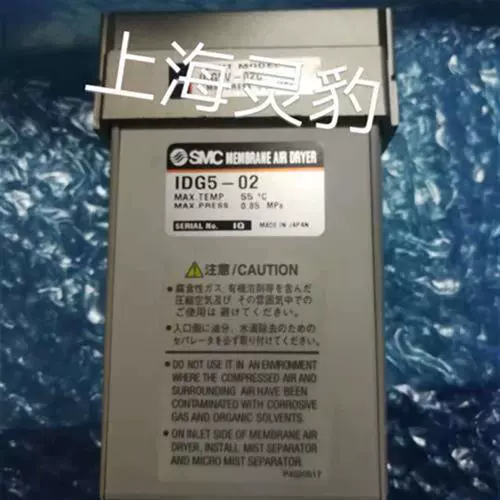 上海灵豹
SMC MEMBRANE AIR DRYER
IDG5-02
MAX.TEMP 55 °C
MAX.PRESS 0.85 MPa
SERIAL No. IQ MADE IN JAPAN
注意/CAUTION
●腐食性ガス,有機溶剤等を含んだ
圧縮空気及び その雰囲気中での
ご使用は 避けてください。
●入口側に油分、水滴除去のための
セパレータを必ず取り付けてください。
●DO NOT USE IT IN AN ENVIRONMENT
WHERE THE COMPRESSED AIR AND
SURROUNDING AIR HAVE BEEN
CONTAMINATED WITH CORROSIVE
GAS AND ORGANIC SOLVENTS.
●ON INLET SIDE OF MEMBRANE AIR
DRYER, INSTALL MIST SEPARATOR
AND MICRO MIST SEPARATOR.